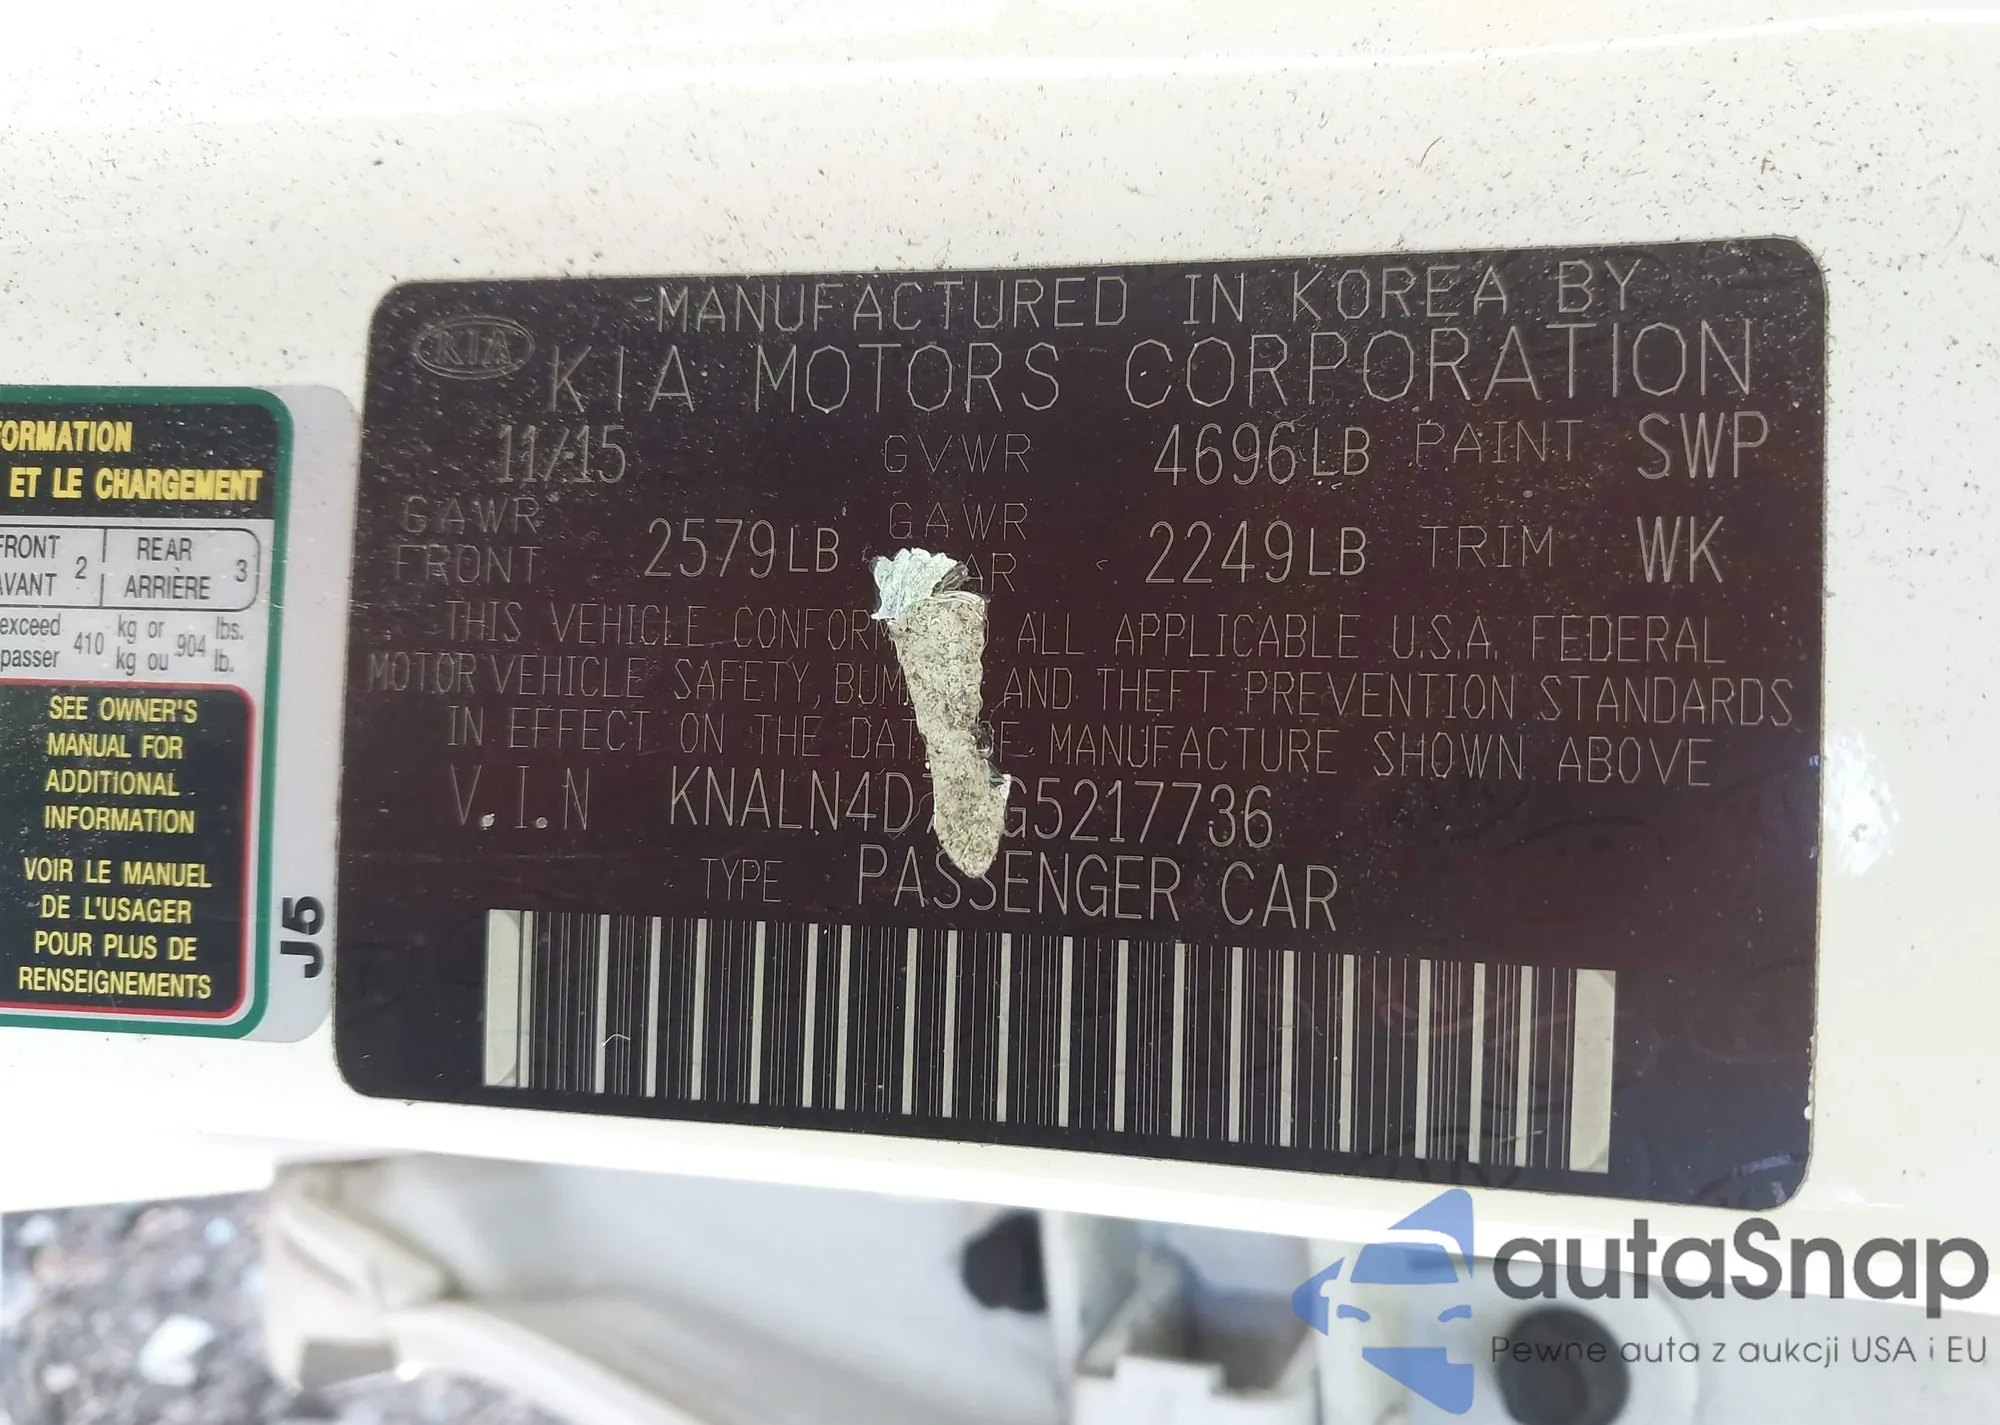 MANUFACTURED IN KOREA BY
KIA
KIA MOTORS CORPORATION
11/15 GVWR 4696LB PAINT SWP
GAWR FRONT 2579LB GAWR 2249LB TRIM WK
THIS VEHICLE ALL APPLICABLE U.S.A. FEDERAL
MOTOR VEHICLE SAFETY, AND THEFT PREVENTION STANDARDS
IN EFFECT ON THE MANUFACTURE SHOWN ABOVE
V.I.N
TYPE PASSENGER CAR
ET LE CHARGEMENT
FRONT 2 REAR 3
AVANT ARRIÈRE
exceed 410 kg or 904 lbs.
passer kg ou lb.
SEE OWNER'S
MANUAL FOR
ADDITIONAL
INFORMATION
VOIR LE MANUEL
DE L'USAGER
POUR PLUS DE
RENSEIGNEMENTS
J5
autaSnap
Pewne auta z aukcji USA i EU